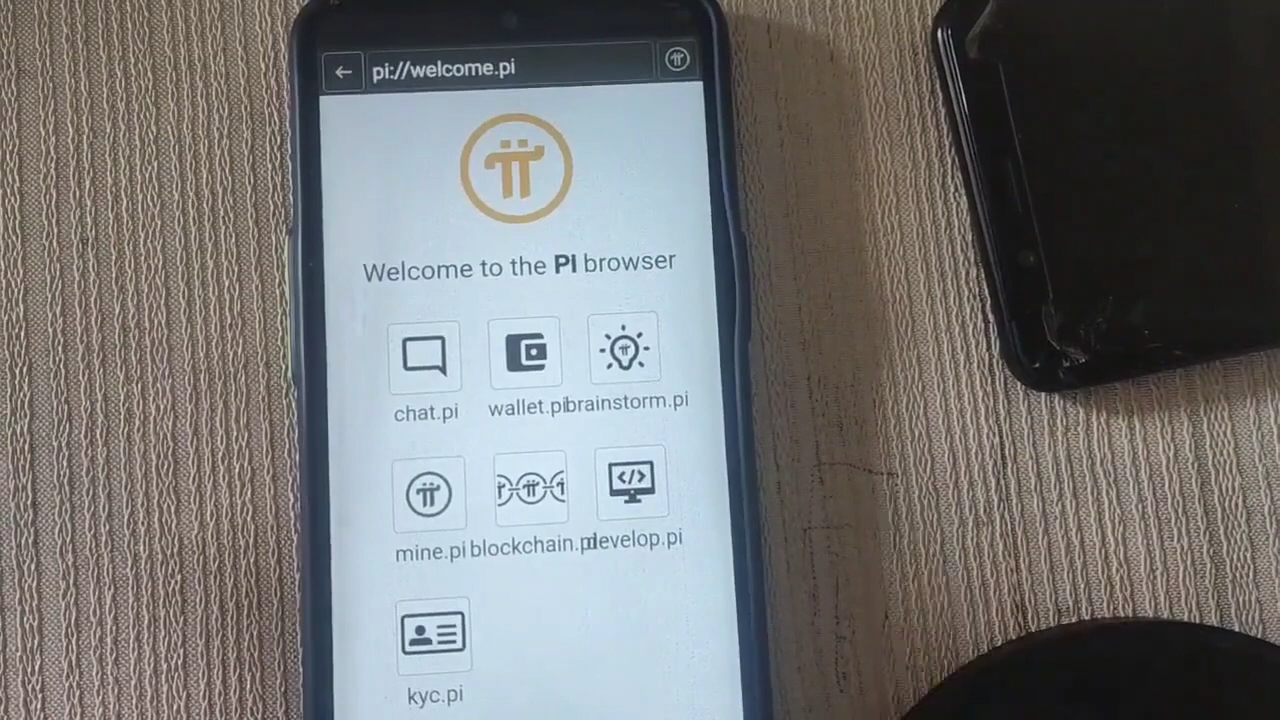 pi://welcome.pi
Welcome to the PI browser
chat.pi
wallet.pi
brainstorm.pi
mine.pi
blockchain.pi
develop.pi
kyc.pi